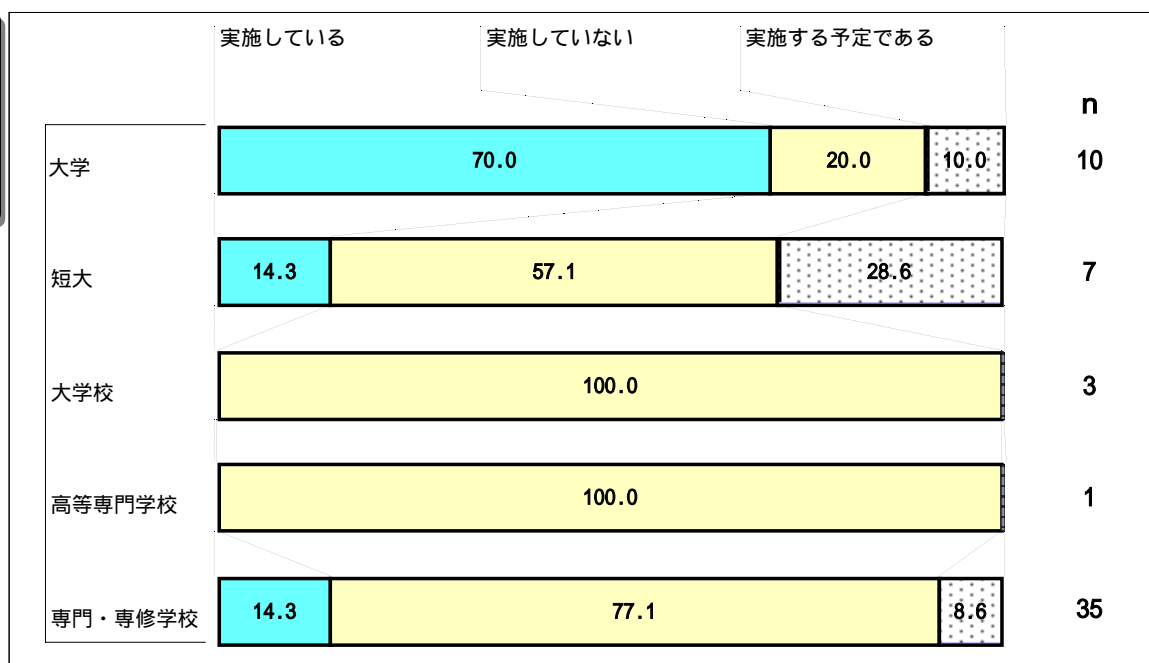 実施している 実施していない 実施する予定である
n
大学 70.0 20.0 10.0 10
短大 14.3 57.1 28.6 7
大学校 100.0 3
高等専門学校 100.0 1
専門・専修学校 14.3 77.1 8.6 35